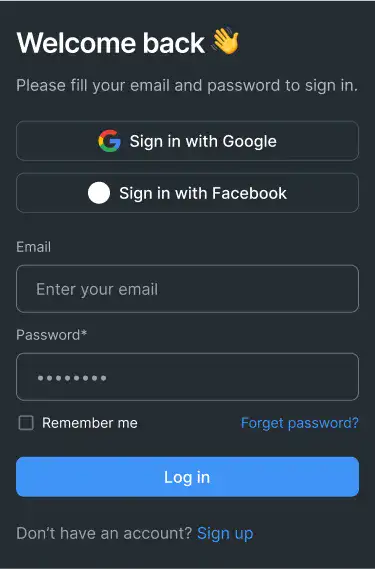 Welcome back 👋
Please fill your email and password to sign in.
Sign in with Google
Sign in with Facebook
Email
Enter your email
Password*
••••••••
Remember me
Forget password?
Log in
Don’t have an account? Sign up